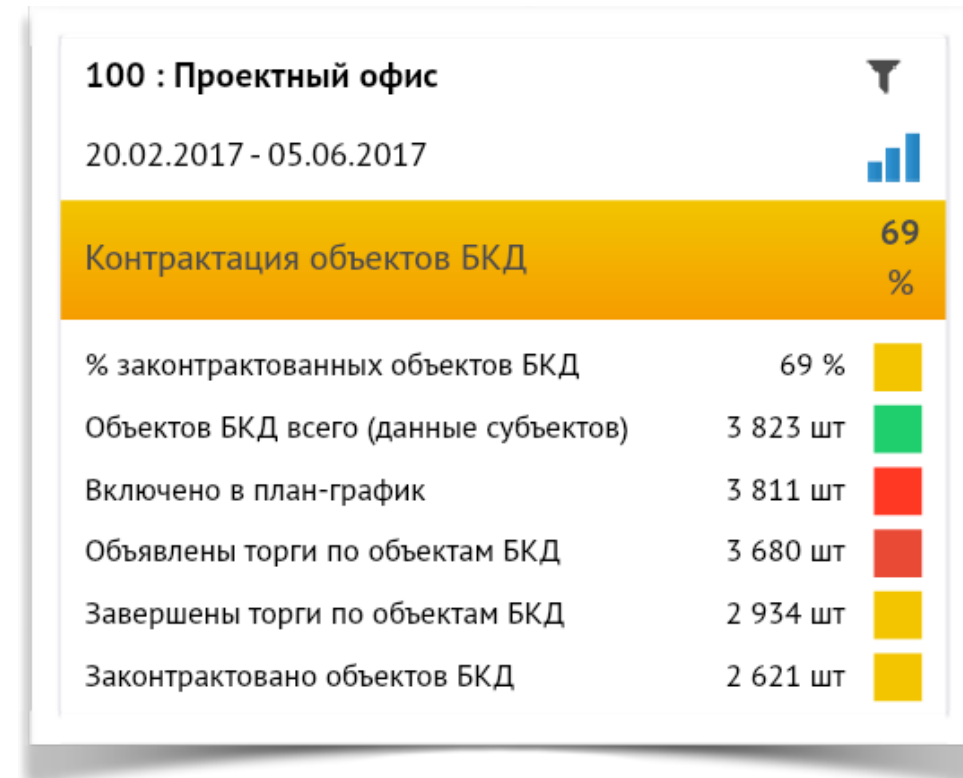 100 : Проектный офис
20.02.2017 - 05.06.2017
Контрактация объектов БКД 69 %
% законтрактованных объектов БКД 69 %
Объектов БКД всего (данные субъектов) 3 823 шт
Включено в план-график 3 811 шт
Объявлены торги по объектам БКД 3 680 шт
Завершены торги по объектам БКД 2 934 шт
Законтрактовано объектов БКД 2 621 шт